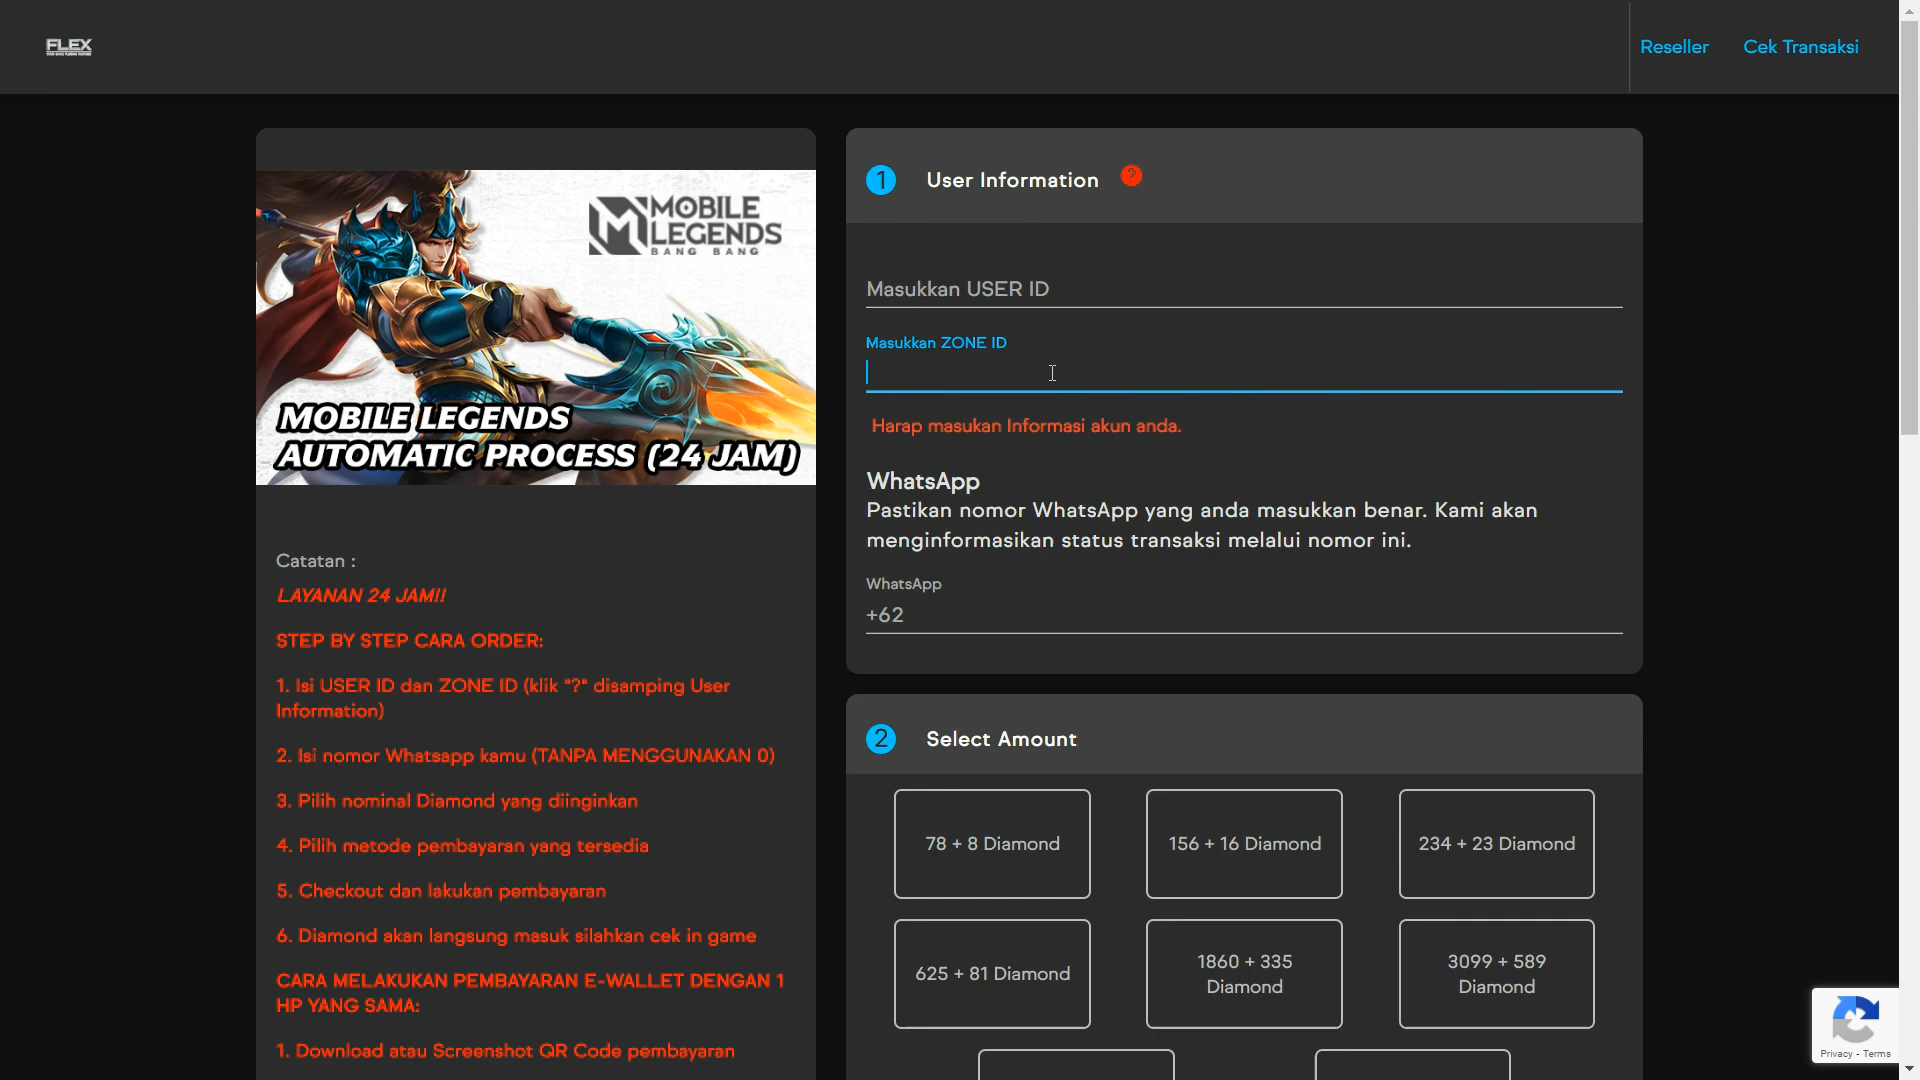 FLEX
Reseller
Cek Transaksi
MOBILE
LEGENDS
BANG BANG
MOBILE LEGENDS
AUTOMATIC PROCESS (24 JAM)
Catatan :
LAYANAN 24 JAM!!
STEP BY STEP CARA ORDER:
1. Isi USER ID dan ZONE ID (klik "?" disamping User
Information)
2. Isi nomor Whatsapp kamu (TANPA MENGGUNAKAN 0)
3. Pilih nominal Diamond yang diinginkan
4. Pilih metode pembayaran yang tersedia
5. Checkout dan lakukan pembayaran
6. Diamond akan langsung masuk silahkan cek in game
CARA MELAKUKAN PEMBAYARAN E-WALLET DENGAN 1
HP YANG SAMA:
1. Download atau Screenshot QR Code pembayaran
1 User Information ?
Masukkan USER ID
Masukkan ZONE ID
Harap masukan Informasi akun anda.
WhatsApp
Pastikan nomor WhatsApp yang anda masukkan benar. Kami akan
menginformasikan status transaksi melalui nomor ini.
WhatsApp
+62
2 Select Amount
78 + 8 Diamond
156 + 16 Diamond
234 + 23 Diamond
625 + 81 Diamond
1860 + 335
Diamond
3099 + 589
Diamond
Privacy - Terms